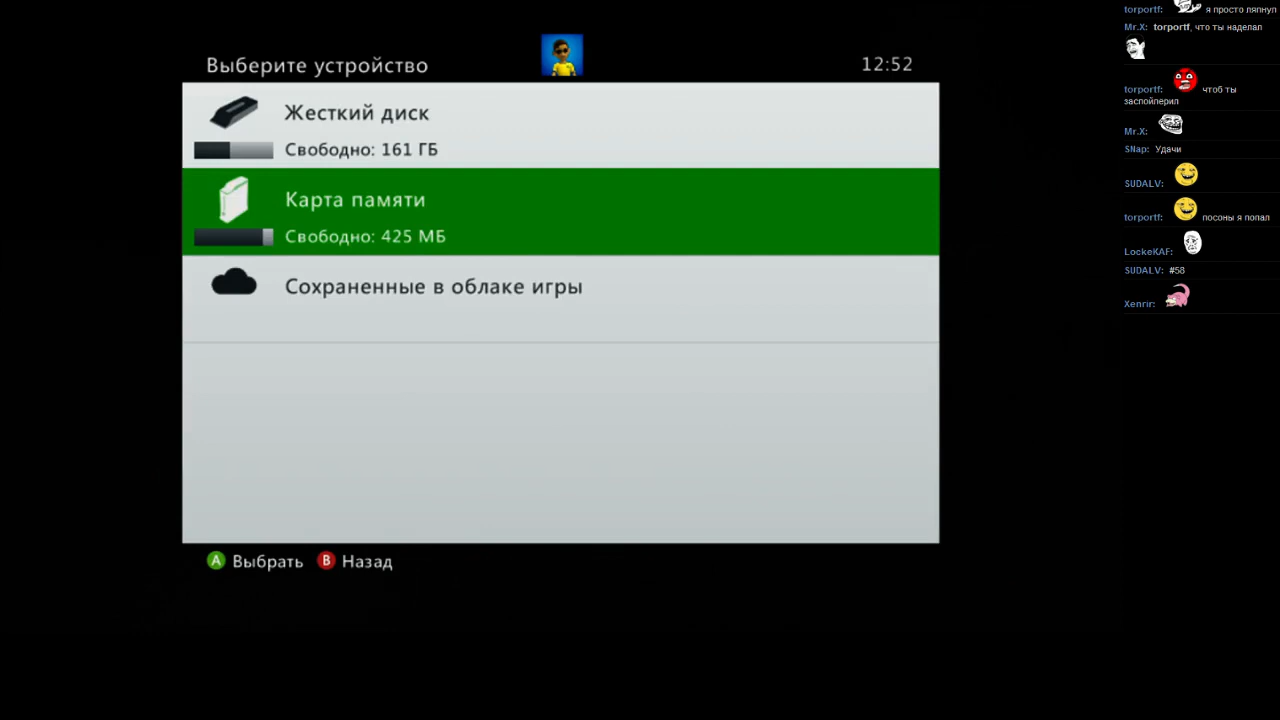 Выберите устройство
12:52
Жесткий диск
Свободно: 161 ГБ
Карта памяти
Свободно: 425 МБ
Сохраненные в облаке игры
A Выбрать B Назад
torportf: я просто ляпнул
Mr.X: torportf, что ты наделал
torportf: чтоб ты
заспойлерил
Mr.X:
SNap: Удачи
SUDALV:
torportf: посоны я попал
LockeKAF:
SUDALV: #58
Xenrir: